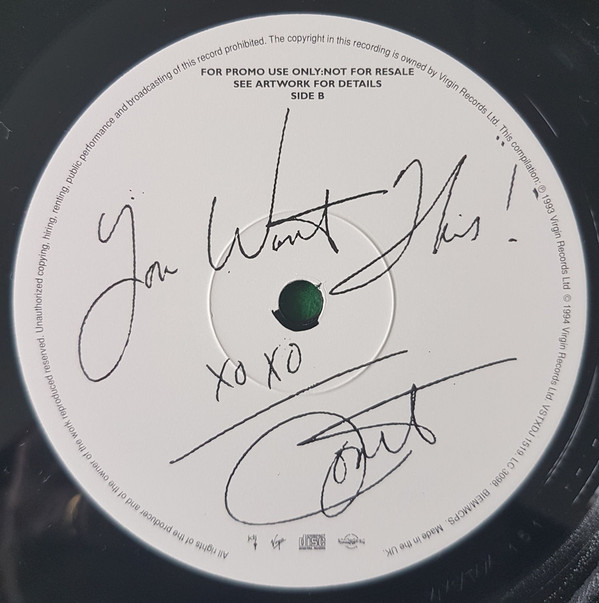 FOR PROMO USE ONLY:NOT FOR RESALE
SEE ARTWORK FOR DETAILS
SIDE B
You Want This!
XOXO
All rights of the producer and of the owner of the work reproduced reserved. Unauthorized copying, hiring, renting, public performance and broadcasting of this record prohibited. The copyright in this recording is owned by Virgin Records Ltd. This compilation: ℗ 1993 Virgin Records Ltd © 1994 Virgin Records Ltd. VSTXDJ 1519 LC 3098 BIEM/MCPS. Made in the UK.